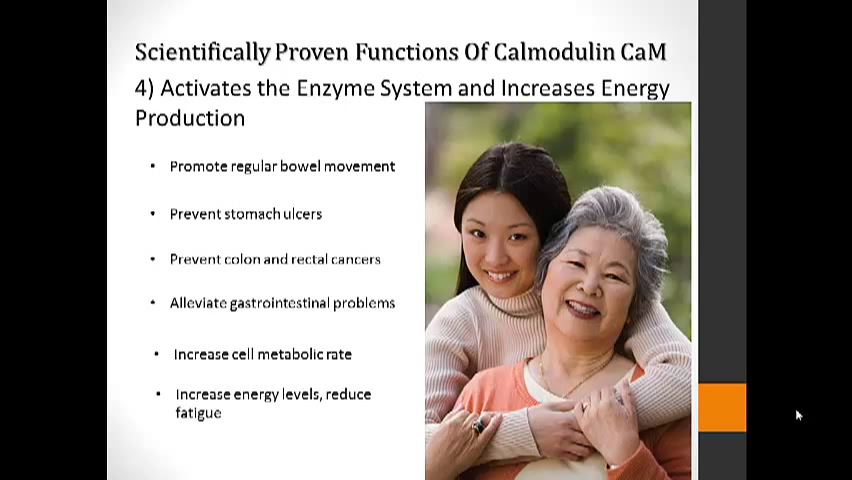 Scientifically Proven Functions Of Calmodulin CaM
4) Activates the Enzyme System and Increases Energy
Production
• Promote regular bowel movement
• Prevent stomach ulcers
• Prevent colon and rectal cancers
• Alleviate gastrointestinal problems
• Increase cell metabolic rate
• Increase energy levels, reduce
fatigue